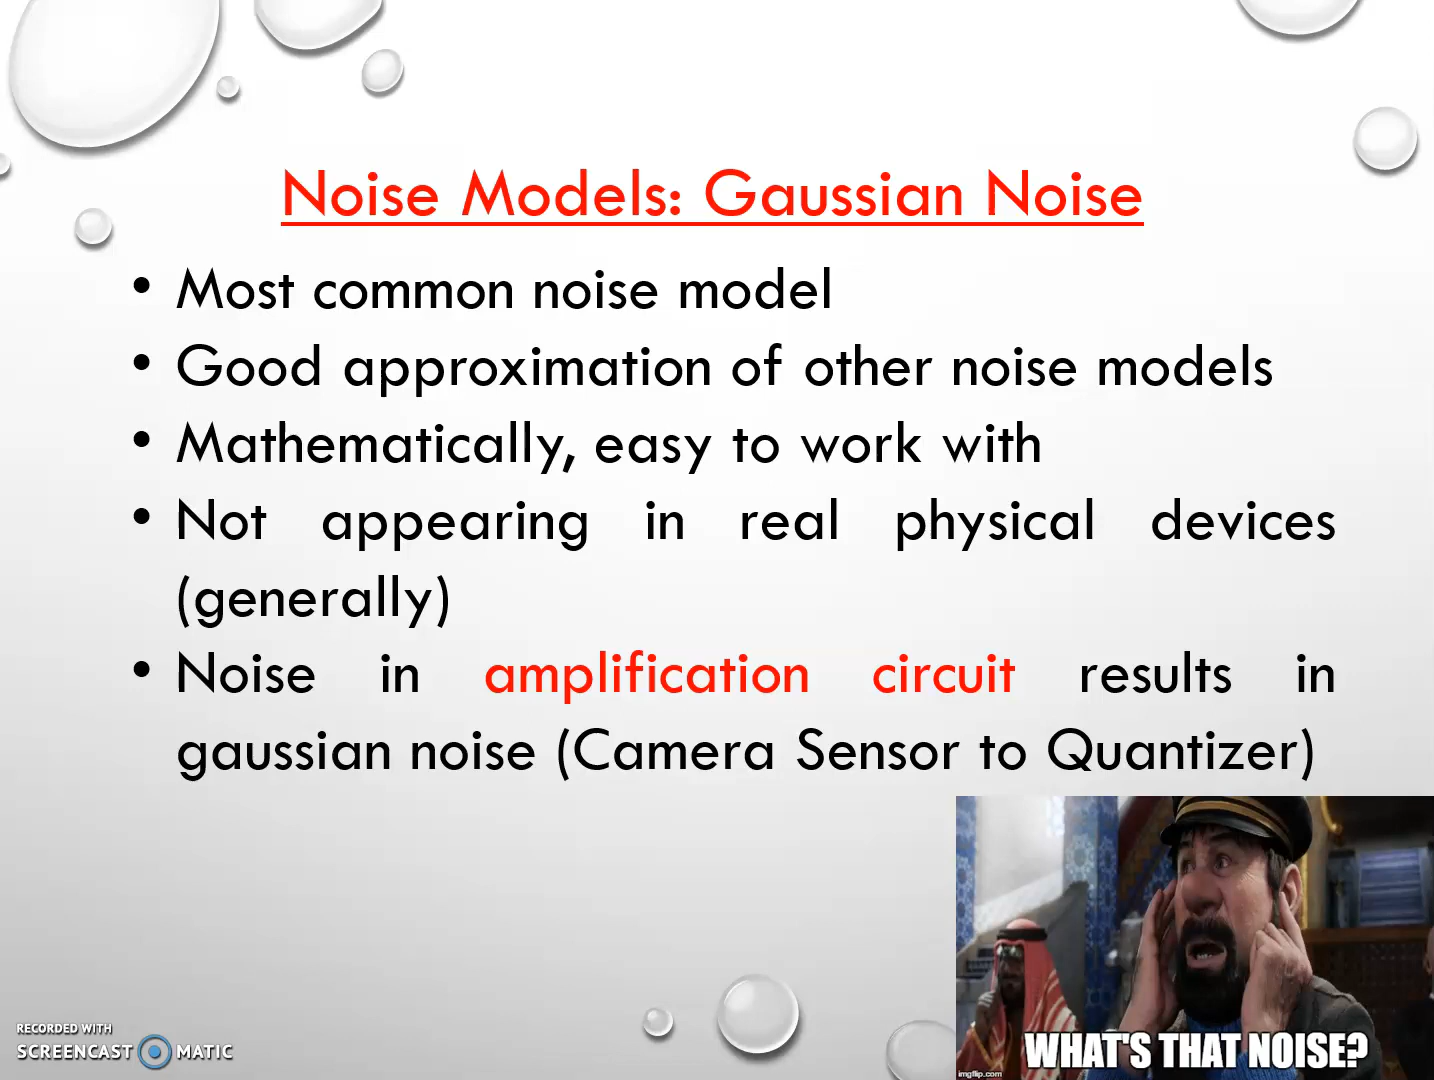 Noise Models: Gaussian Noise
• Most common noise model
• Good approximation of other noise models
• Mathematically, easy to work with
• Not appearing in real physical devices
(generally)
• Noise in amplification circuit results in
gaussian noise (Camera Sensor to Quantizer)
WHAT'S THAT NOISE?
imgflip.com
RECORDED WITH
SCREENCAST MATIC